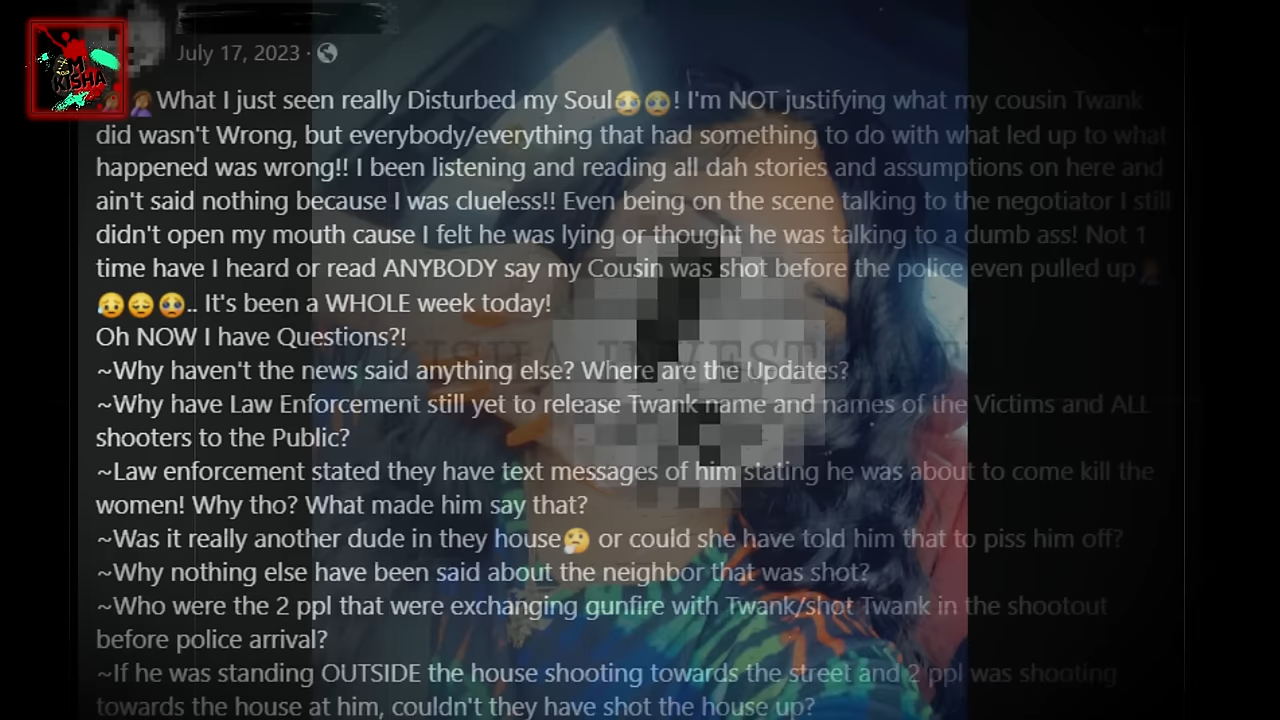 M
KISHA
July 17, 2023 ·
What I just seen really Disturbed my Soul🥺🥺! I'm NOT justifying what my cousin Twank
did wasn't Wrong, but everybody/everything that had something to do with what led up to what
happened was wrong!! I been listening and reading all dah stories and assumptions on here and
ain't said nothing because I was clueless!! Even being on the scene talking to the negotiator I still
didn't open my mouth cause I felt he was lying or thought he was talking to a dumb ass! Not 1
time have I heard or read ANYBODY say my Cousin was shot before the police even pulled up
😥😔🥺.. It's been a WHOLE week today!
Oh NOW I have Questions?!
~Why haven't the news said anything else? Where are the Updates?
~Why have Law Enforcement still yet to release Twank name and names of the Victims and ALL
shooters to the Public?
~Law enforcement stated they have text messages of him stating he was about to come kill the
women! Why tho? What made him say that?
~Was it really another dude in they house🤔 or could she have told him that to piss him off?
~Why nothing else have been said about the neighbor that was shot?
~Who were the 2 ppl that were exchanging gunfire with Twank/shot Twank in the shootout
before police arrival?
~If he was standing OUTSIDE the house shooting towards the street and 2 ppl was shooting
towards the house at him, couldn't they have shot the house up?